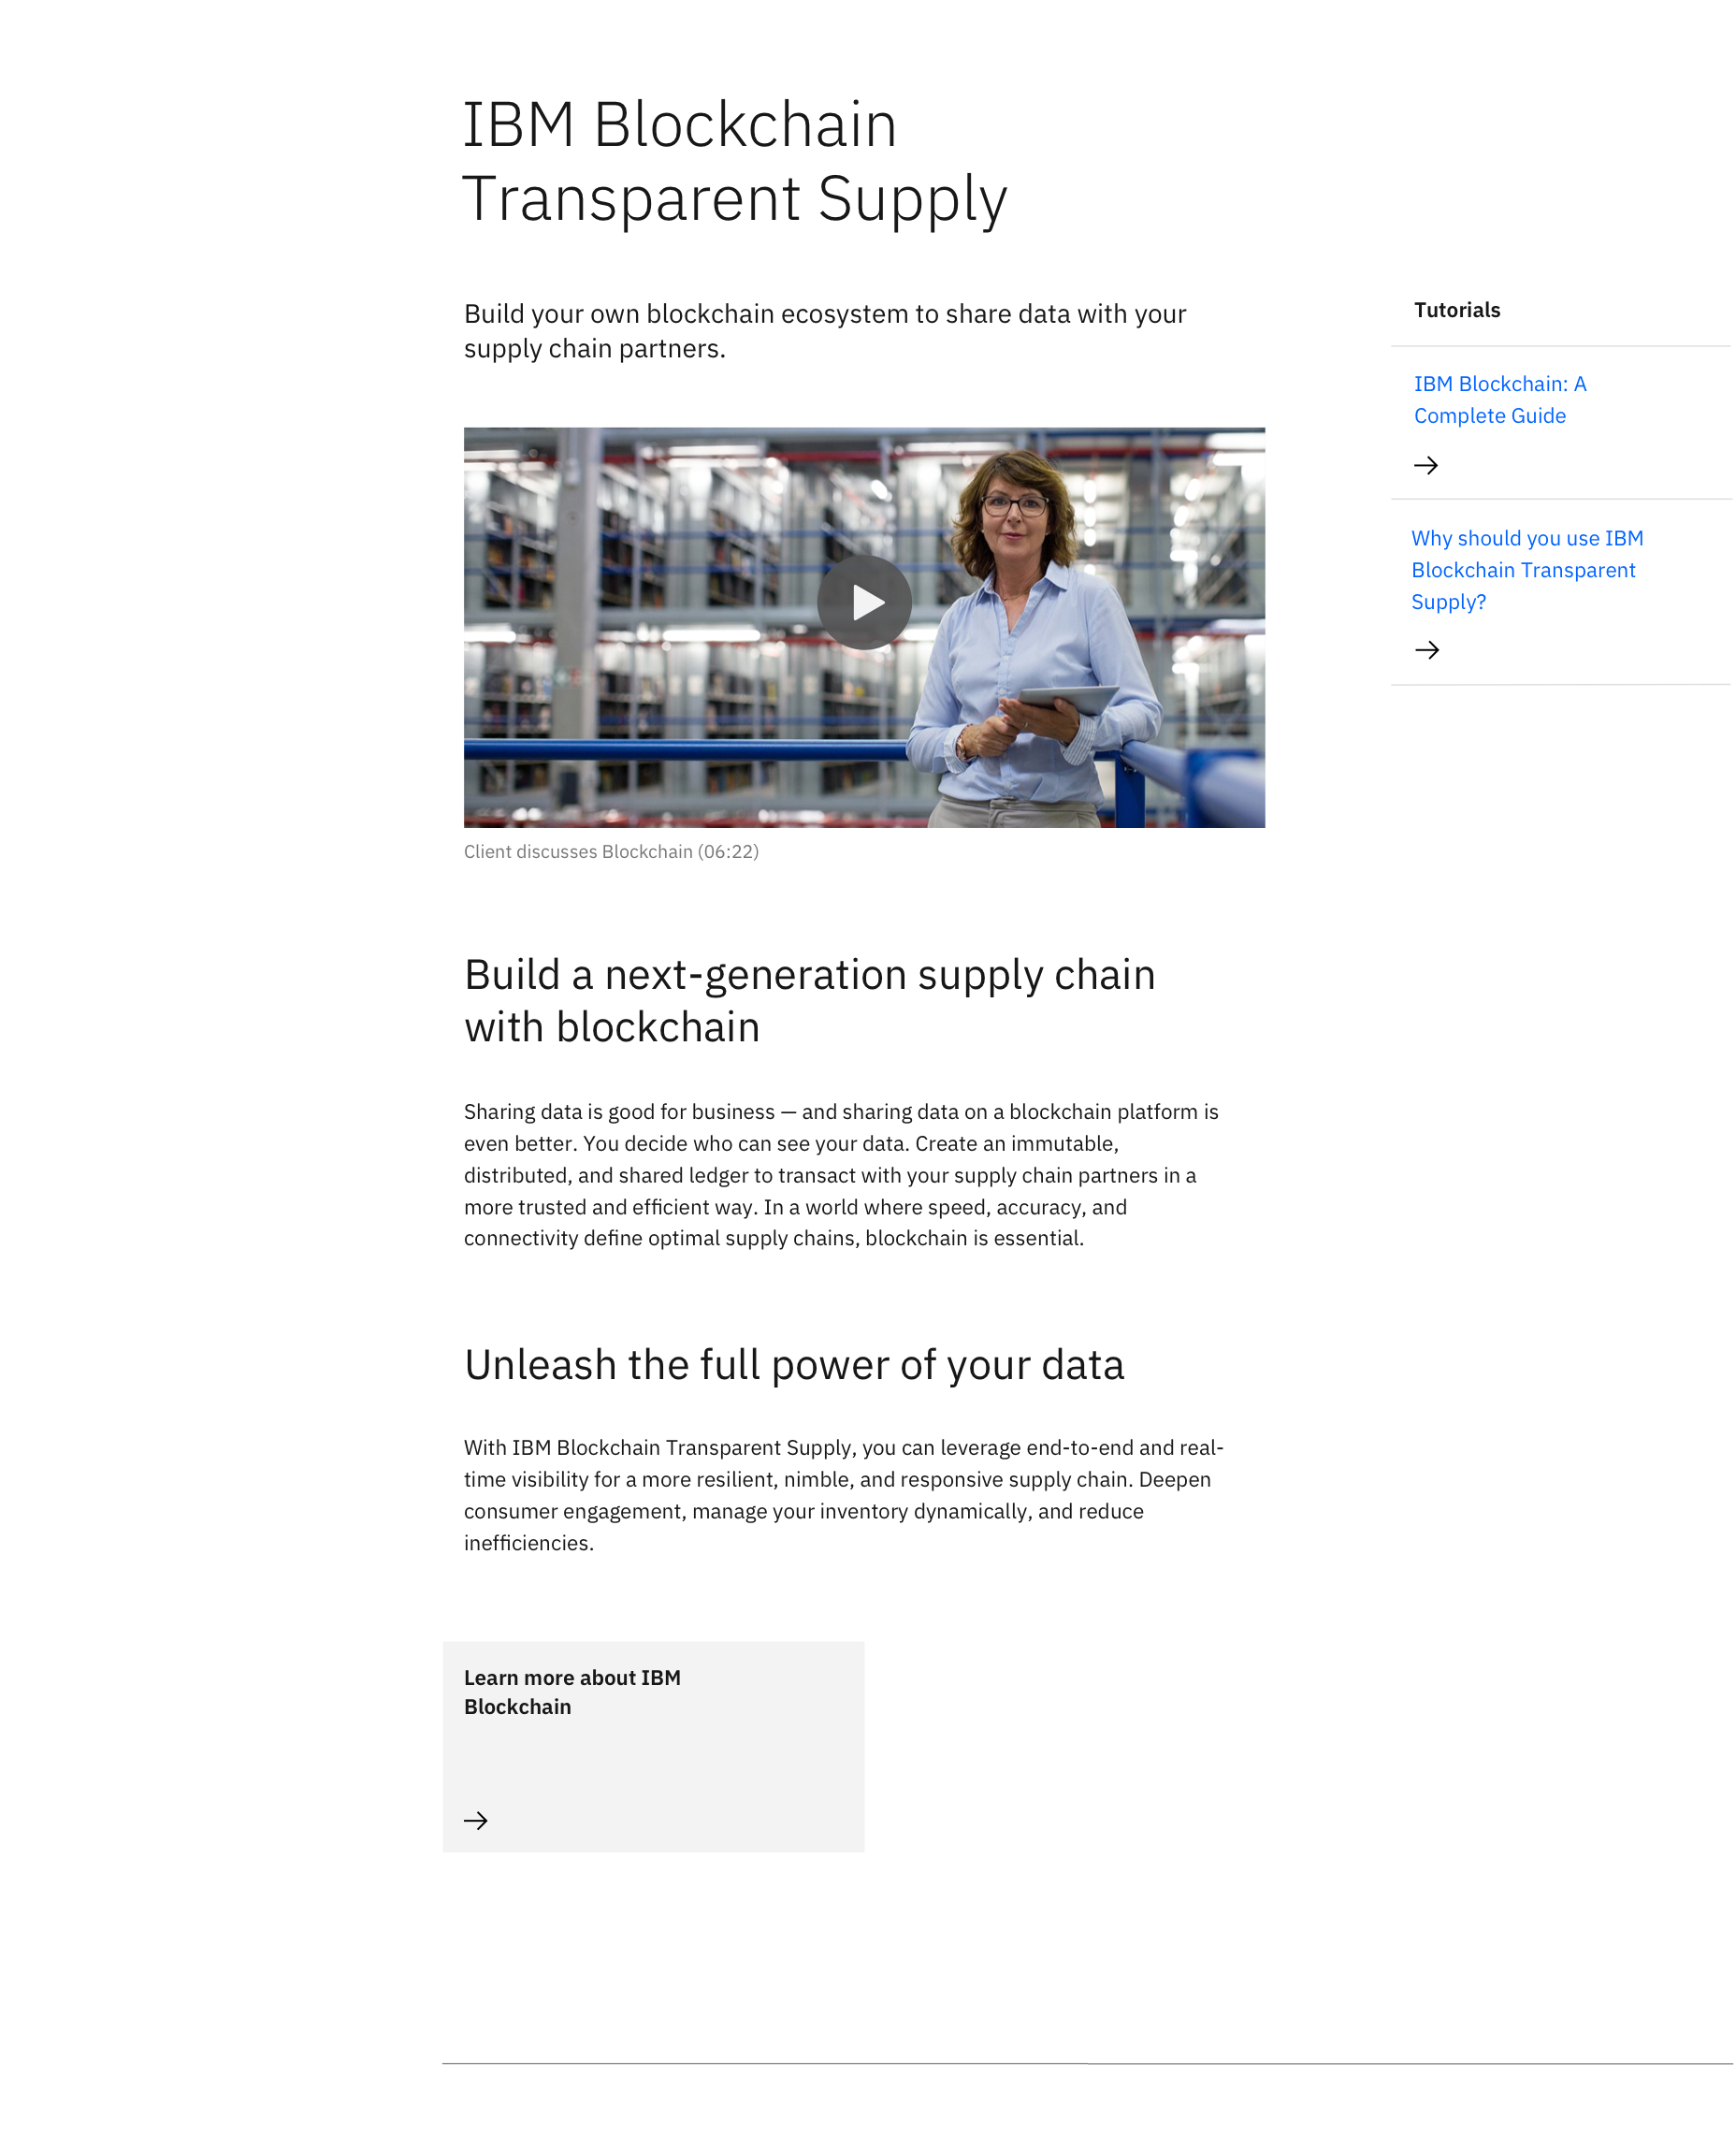 IBM Blockchain
Transparent Supply
Build your own blockchain ecosystem to share data with your
supply chain partners.
Client discusses Blockchain (06:22)
Build a next-generation supply chain
with blockchain
Sharing data is good for business — and sharing data on a blockchain platform is
even better. You decide who can see your data. Create an immutable,
distributed, and shared ledger to transact with your supply chain partners in a
more trusted and efficient way. In a world where speed, accuracy, and
connectivity define optimal supply chains, blockchain is essential.
Unleash the full power of your data
With IBM Blockchain Transparent Supply, you can leverage end-to-end and real-
time visibility for a more resilient, nimble, and responsive supply chain. Deepen
consumer engagement, manage your inventory dynamically, and reduce
inefficiencies.
Learn more about IBM
Blockchain
Tutorials
IBM Blockchain: A
Complete Guide
Why should you use IBM
Blockchain Transparent
Supply?